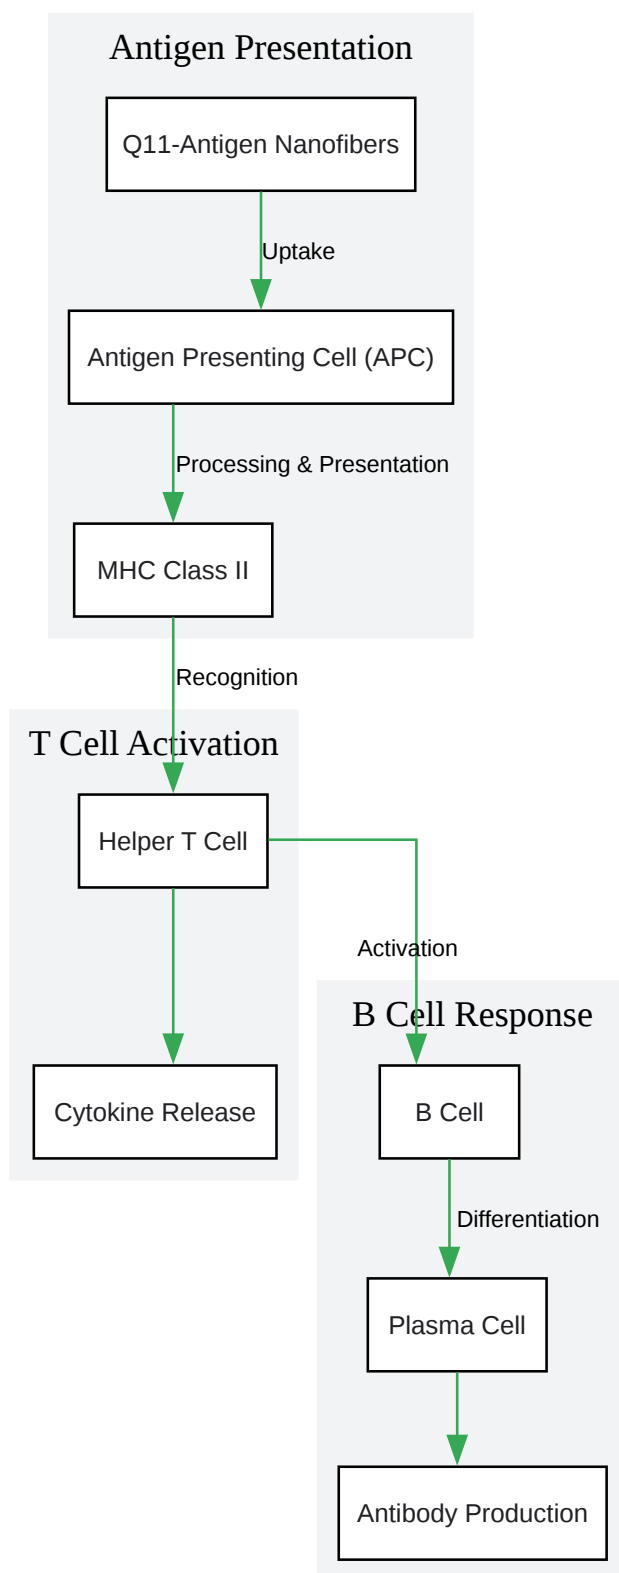 Antigen Presentation
Q11-Antigen Nanofibers
Uptake
Antigen Presenting Cell (APC)
Processing & Presentation
MHC Class II
Recognition
T Cell Activation
Helper T Cell
Activation
B Cell Response
Cytokine Release
B Cell
Differentiation
Plasma Cell
Antibody Production